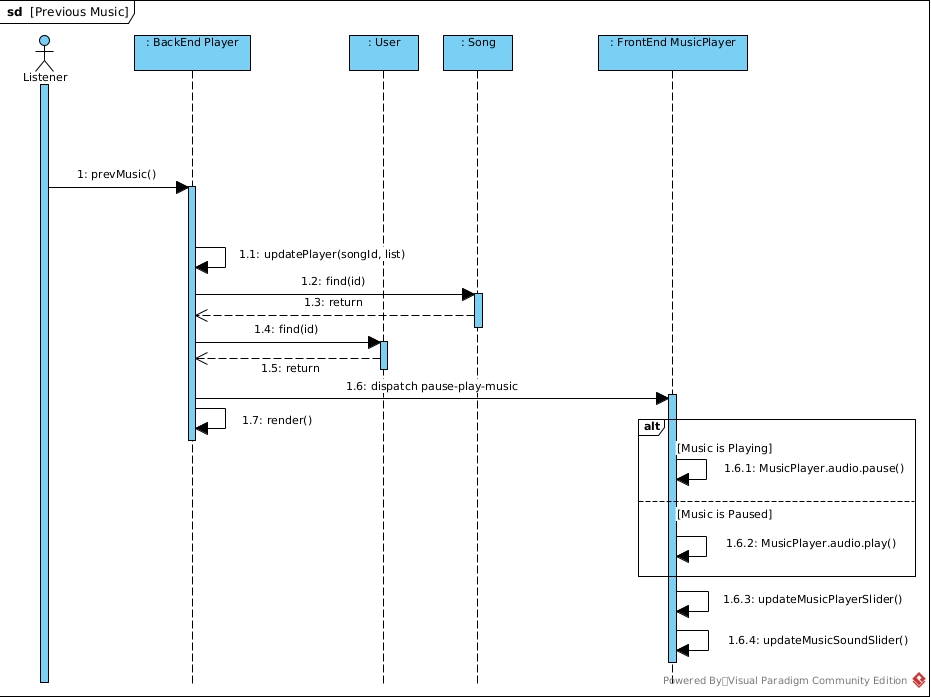 sd [Previous Music]
: BackEnd Player
: User
: Song
: FrontEnd MusicPlayer
Listener
1: prevMusic()
1.1: updatePlayer(songId, list)
1.2: find(id)
1.3: return
1.4: find(id)
1.5: return
1.6: dispatch pause-play-music
1.7: render()
alt
[Music is Playing]
1.6.1: MusicPlayer.audio.pause()
[Music is Paused]
1.6.2: MusicPlayer.audio.play()
1.6.3: updateMusicPlayerSlider()
1.6.4: updateMusicSoundSlider()
Powered By▯Visual Paradigm Community Edition